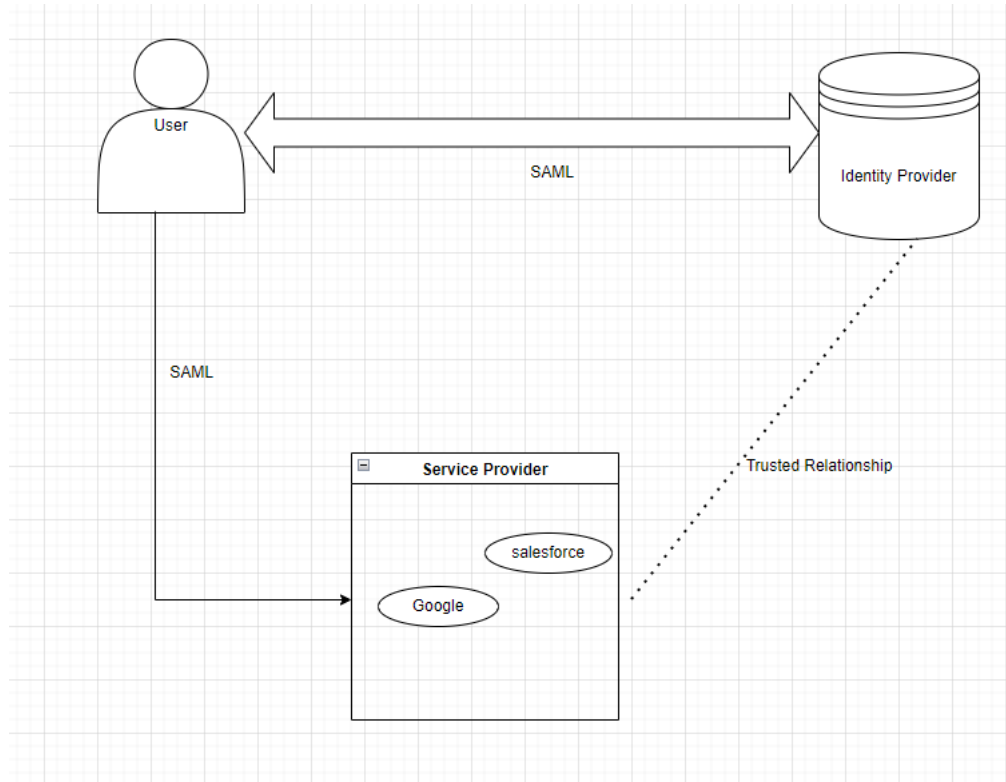 User
SAML
Identity Provider
SAML
Trusted Relationship
Service Provider
salesforce
Google